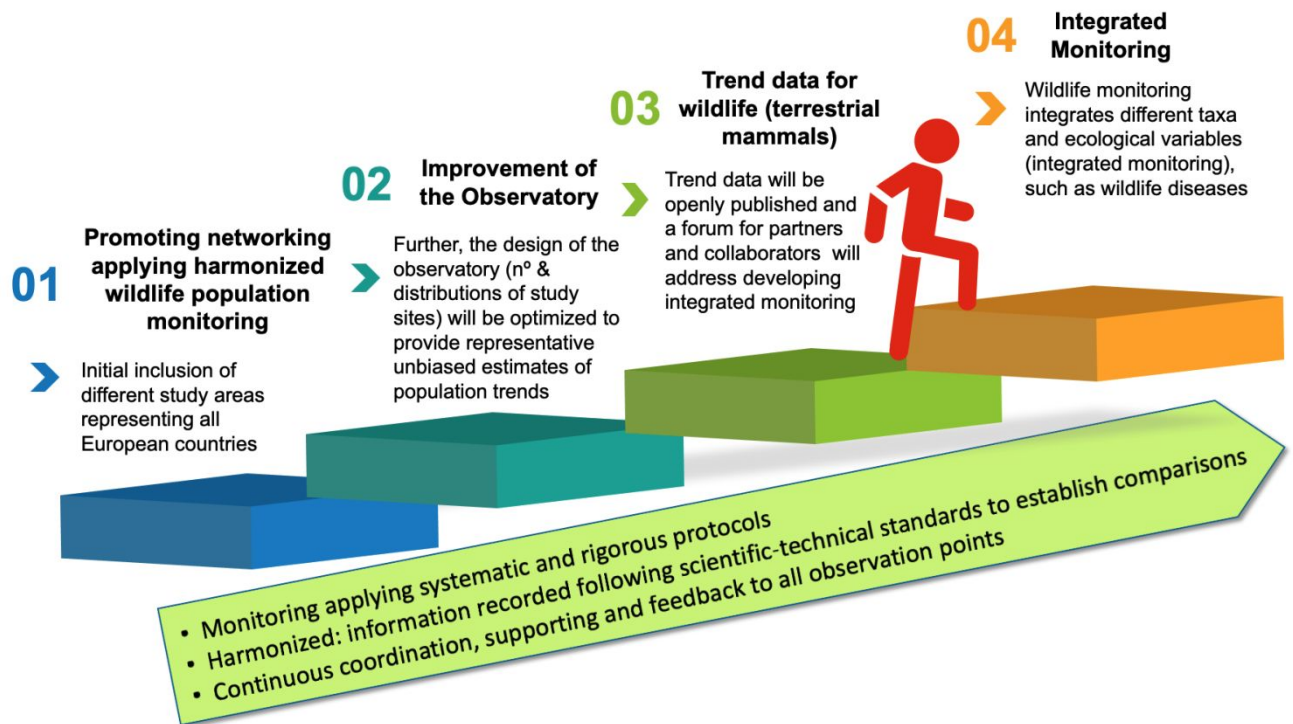 01
Promoting networking
applying harmonized
wildlife population
monitoring
Initial inclusion of
different study areas
representing all
European countries
02
Improvement of
the Observatory
Further, the design of the
observatory (nº &
distributions of study
sites) will be optimized to
provide representative
unbiased estimates of
population trends
03
Trend data for
wildlife (terrestrial
mammals)
Trend data will be
openly published and
a forum for partners
and collaborators will
address developing
integrated monitoring
04
Integrated
Monitoring
Wildlife monitoring
integrates different taxa
and ecological variables
(integrated monitoring),
such as wildlife diseases
• Monitoring applying systematic and rigorous protocols
• Harmonized: information recorded following scientific-technical standards to establish comparisons
• Continuous coordination, supporting and feedback to all observation points